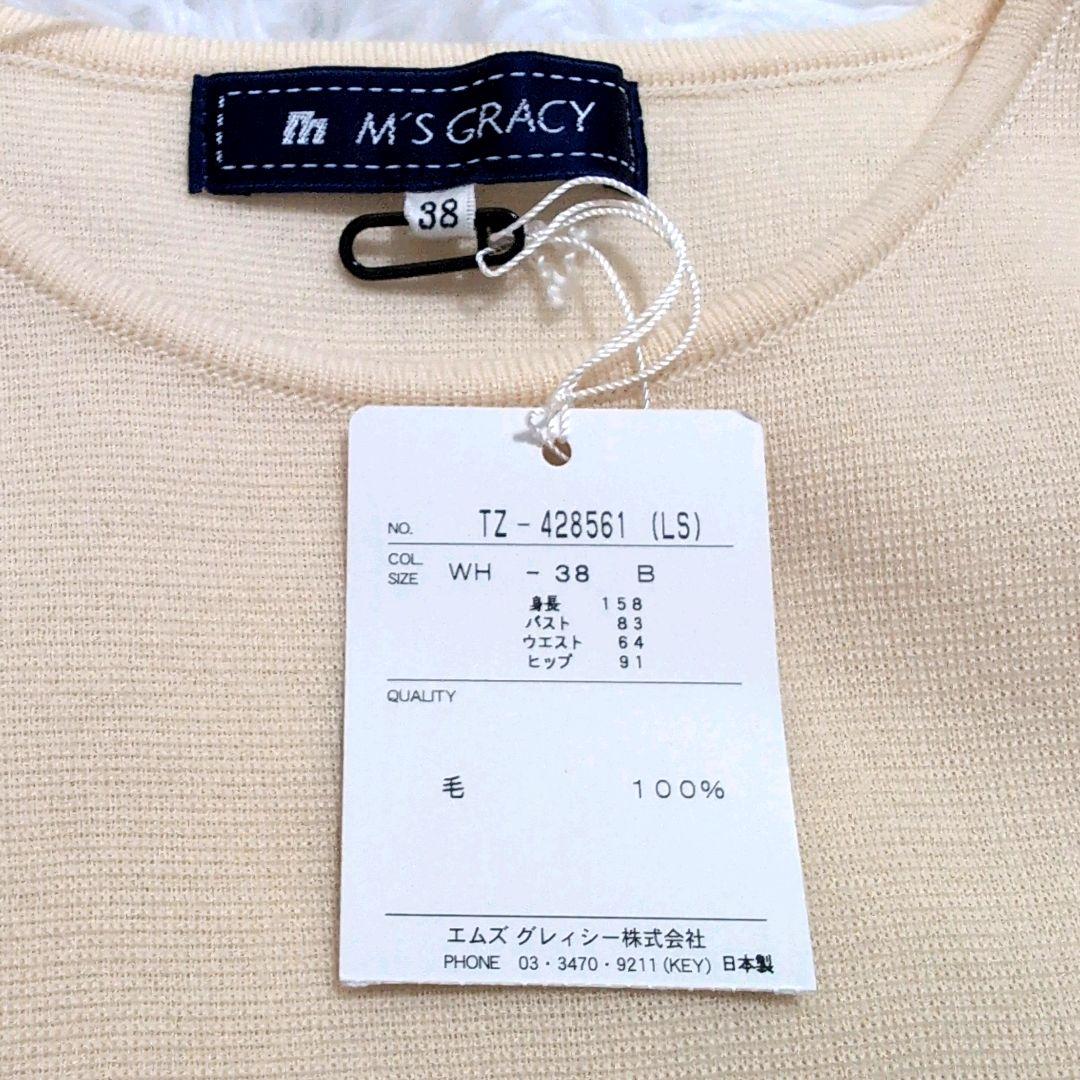 M'S GRACY
38
NO. TZ-428561 (LS)
COL.
SIZE WH -38 B
身長 158
バスト 83
ウエスト 64
ヒップ 91
QUALITY
毛 100%
エムズ グレィシー株式会社
PHONE 03・3470・9211(KEY) 日本製